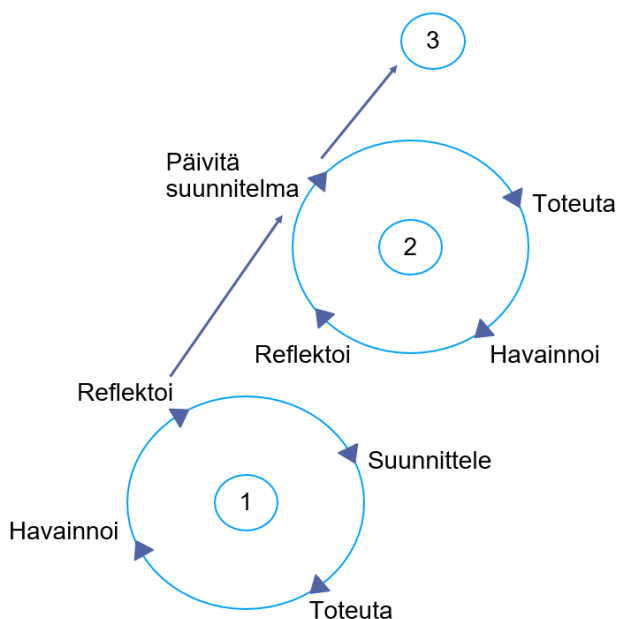 3
Päivitä
suunnitelma
Toteuta
2
Reflektoi
Havainnoi
Reflektoi
Suunnittele
1
Havainnoi
Toteuta